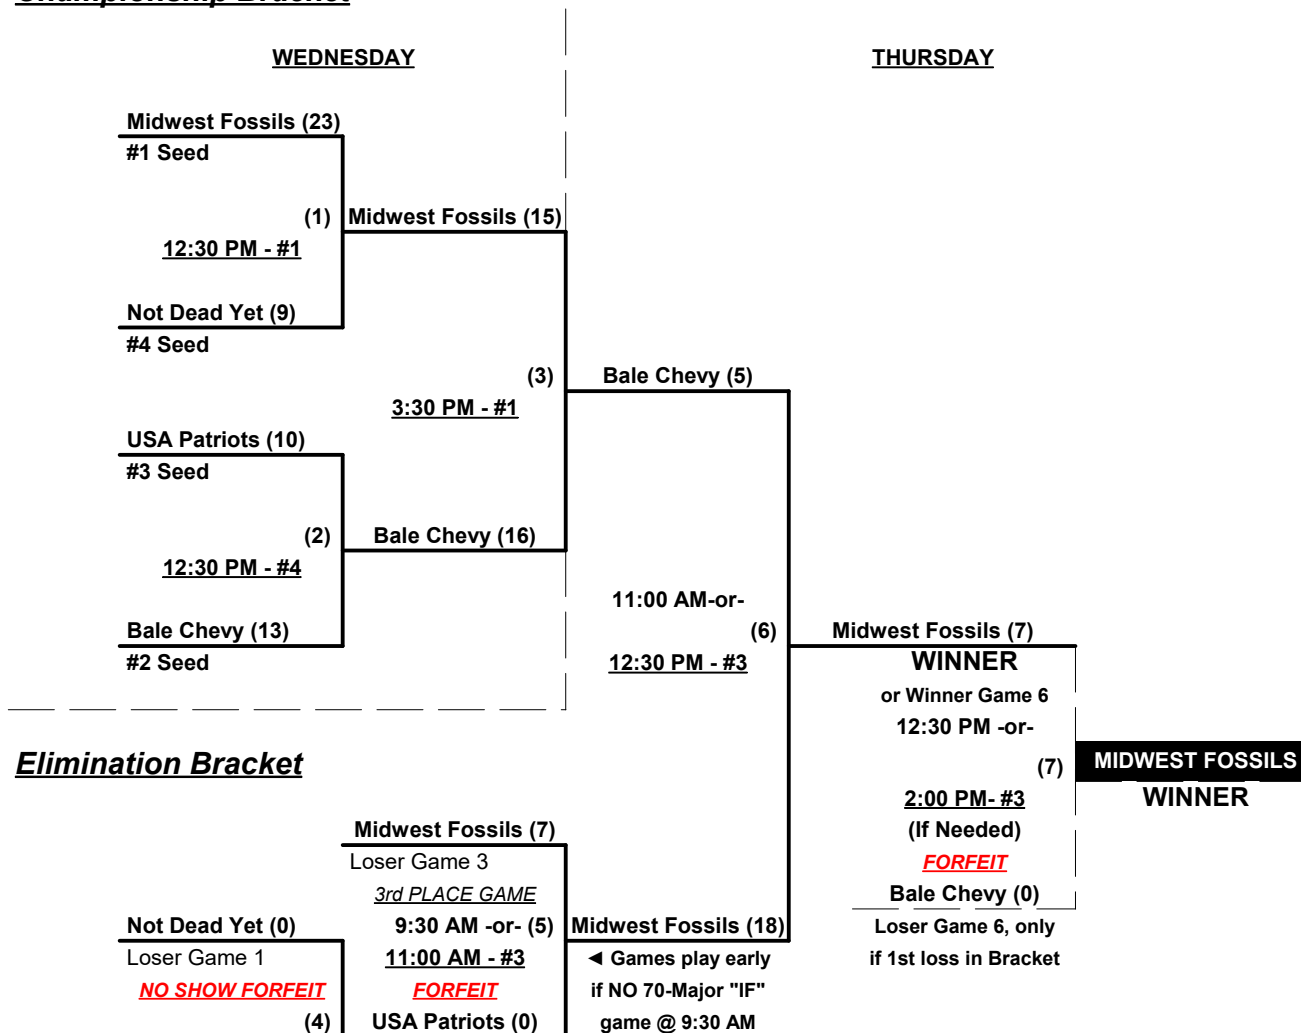 Championship Bracket
WEDNESDAY
THURSDAY
Midwest Fossils (23)
#1 Seed
(1)
Midwest Fossils (15)
12:30 PM - #1
Not Dead Yet (9)
#4 Seed
(3)
Bale Chevy (5)
3:30 PM - #1
USA Patriots (10)
#3 Seed
(2)
Bale Chevy (16)
12:30 PM - #4
11:00 AM-or-
Bale Chevy (13)
(6)
Midwest Fossils (7)
#2 Seed
12:30 PM - #3
WINNER
or Winner Game 6
12:30 PM -or-
Elimination Bracket
(7)
MIDWEST FOSSILS
2:00 PM- #3
WINNER
Midwest Fossils (7)
(If Needed)
Loser Game 3
FORFEIT
3rd PLACE GAME
Bale Chevy (0)
Not Dead Yet (0)
9:30 AM -or- (5)
Midwest Fossils (18)
Loser Game 6, only
Loser Game 1
11:00 AM - #3
◄ Games play early
if 1st loss in Bracket
NO SHOW FORFEIT
FORFEIT
if NO 70-Major "IF"
(4)
USA Patriots (0)
game @ 9:30 AM